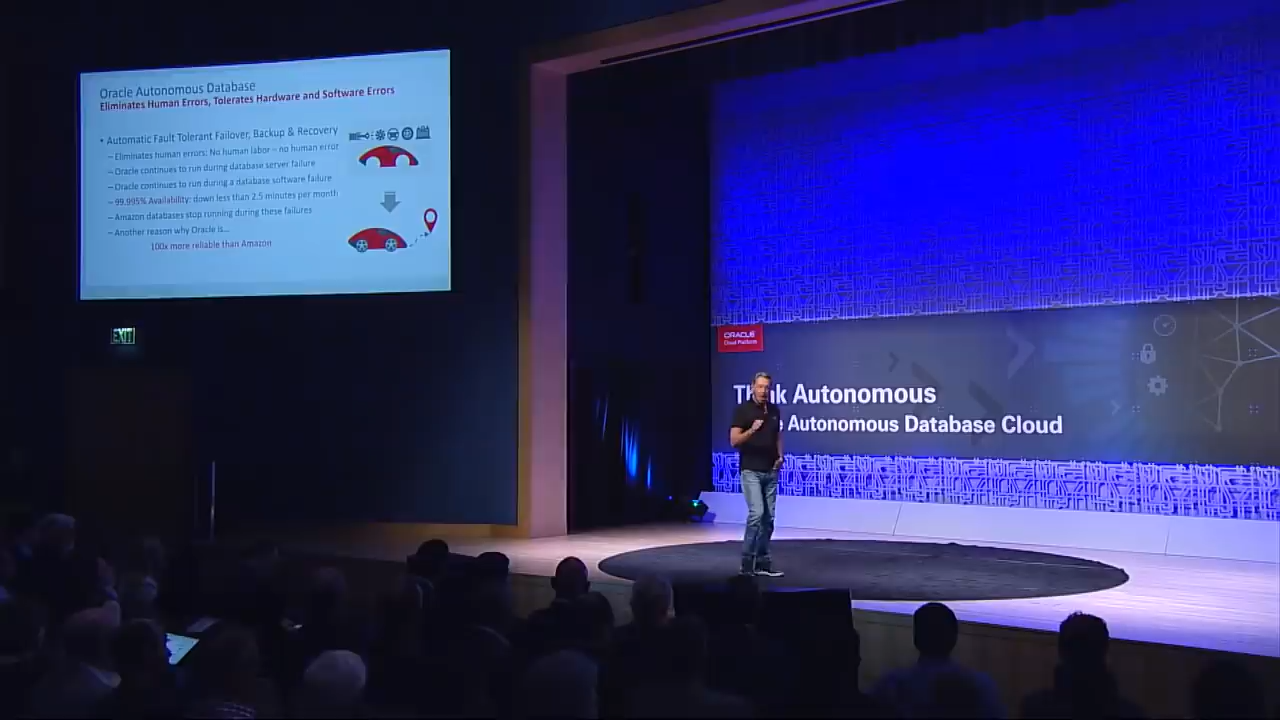 Oracle Autonomous Database
Eliminates Human Errors, Tolerates Hardware and Software Errors
• Automatic Fault Tolerant Failover, Backup & Recovery
– Eliminates human errors: No human labor – no human error
– Oracle continues to run during database server failure
– Oracle continues to run during a database software failure
– 99.995% Availability: down less than 2.5 minutes per month
– Amazon databases stop running during these failures
– Another reason why Oracle is...
100x more reliable than Amazon
EXIT
ORACLE
Cloud Platform
Autonomous
Autonomous Database Cloud